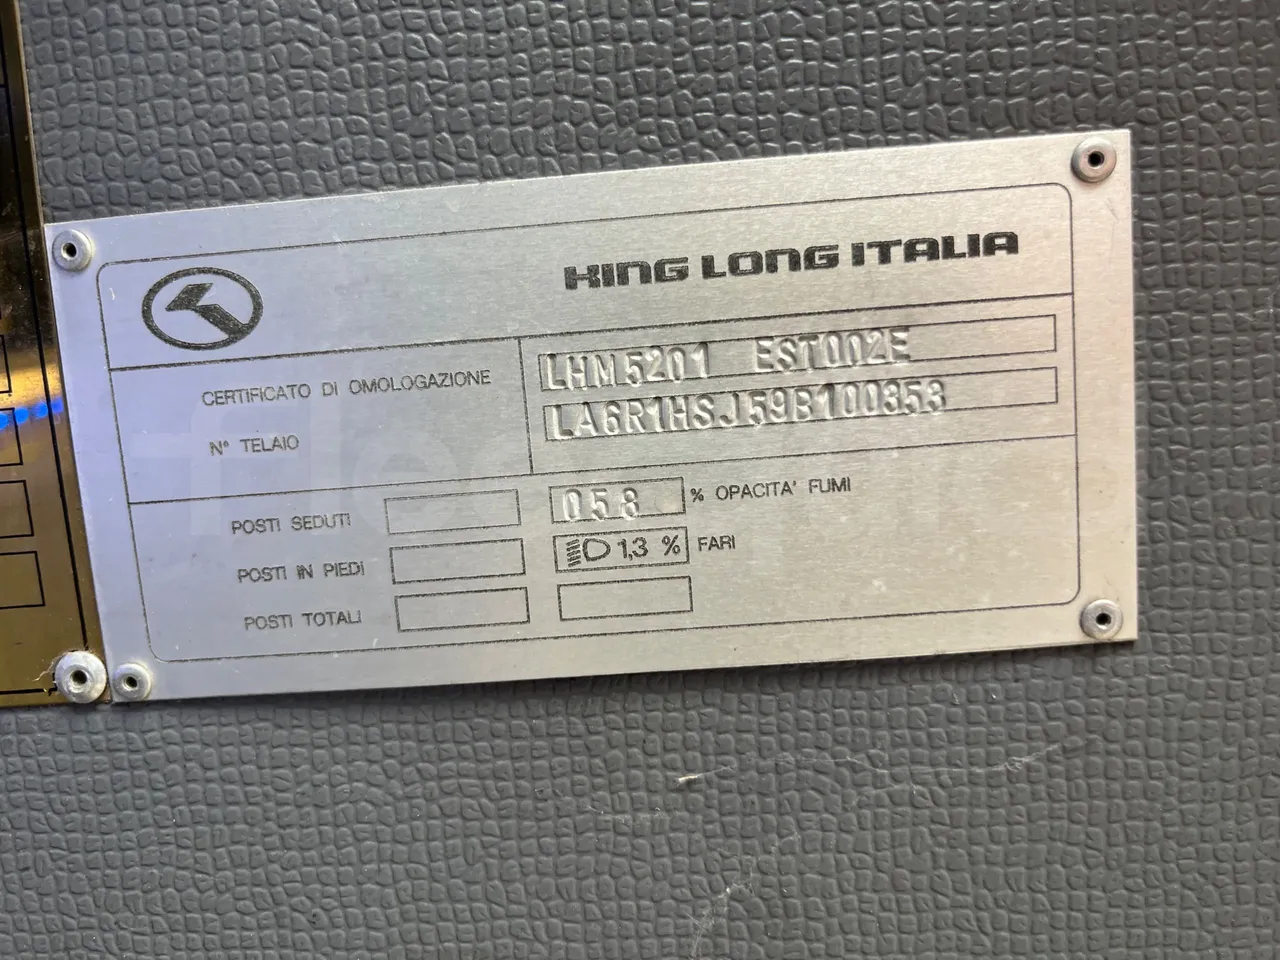 KING LONG ITALIA
CERTIFICATO DI OMOLOGAZIONE LHM5201 EST002E
N° TELAIO LA6R1HSJ59B100353
POSTI SEDUTI 058 % OPACITA' FUMI
POSTI IN PIEDI 1,3 % FARI
POSTI TOTALI